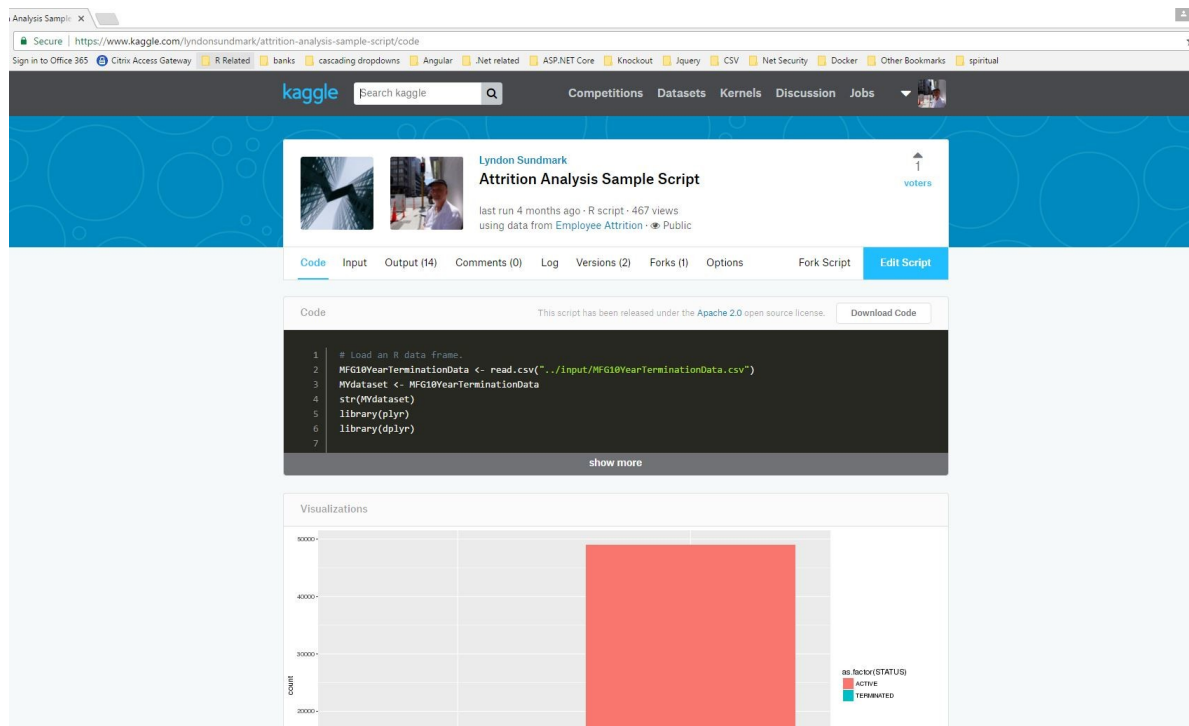 Analysis Sample
Secure | https://www.kaggle.com/lyndonsundmark/attrition-analysis-sample-script/code
Sign in to Office 365 Citrix Access Gateway R Related banks cascading dropdowns Angular .Net related ASP.NET Core Knockout Jquery CSV Net Security Docker Other Bookmarks spiritual
kaggle Search kaggle Competitions Datasets Kernels Discussion Jobs
Lyndon Sundmark
Attrition Analysis Sample Script
last run 4 months ago · R script · 467 views
using data from Employee Attrition · Public
1
voters
Code Input Output (14) Comments (0) Log Versions (2) Forks (1) Options Fork Script Edit Script
Code This script has been released under the Apache 2.0 open source license. Download Code
1 # Load an R data frame.
2 MFG10YearTerminationData <- read.csv("../input/MFG10YearTerminationData.csv")
3 MYdataset <- MFG10YearTerminationData
4 str(MYdataset)
5 library(plyr)
6 library(dplyr)
7
show more
Visualizations
50000
40000
30000
20000
count
as.factor(STATUS)
ACTIVE
TERMINATED